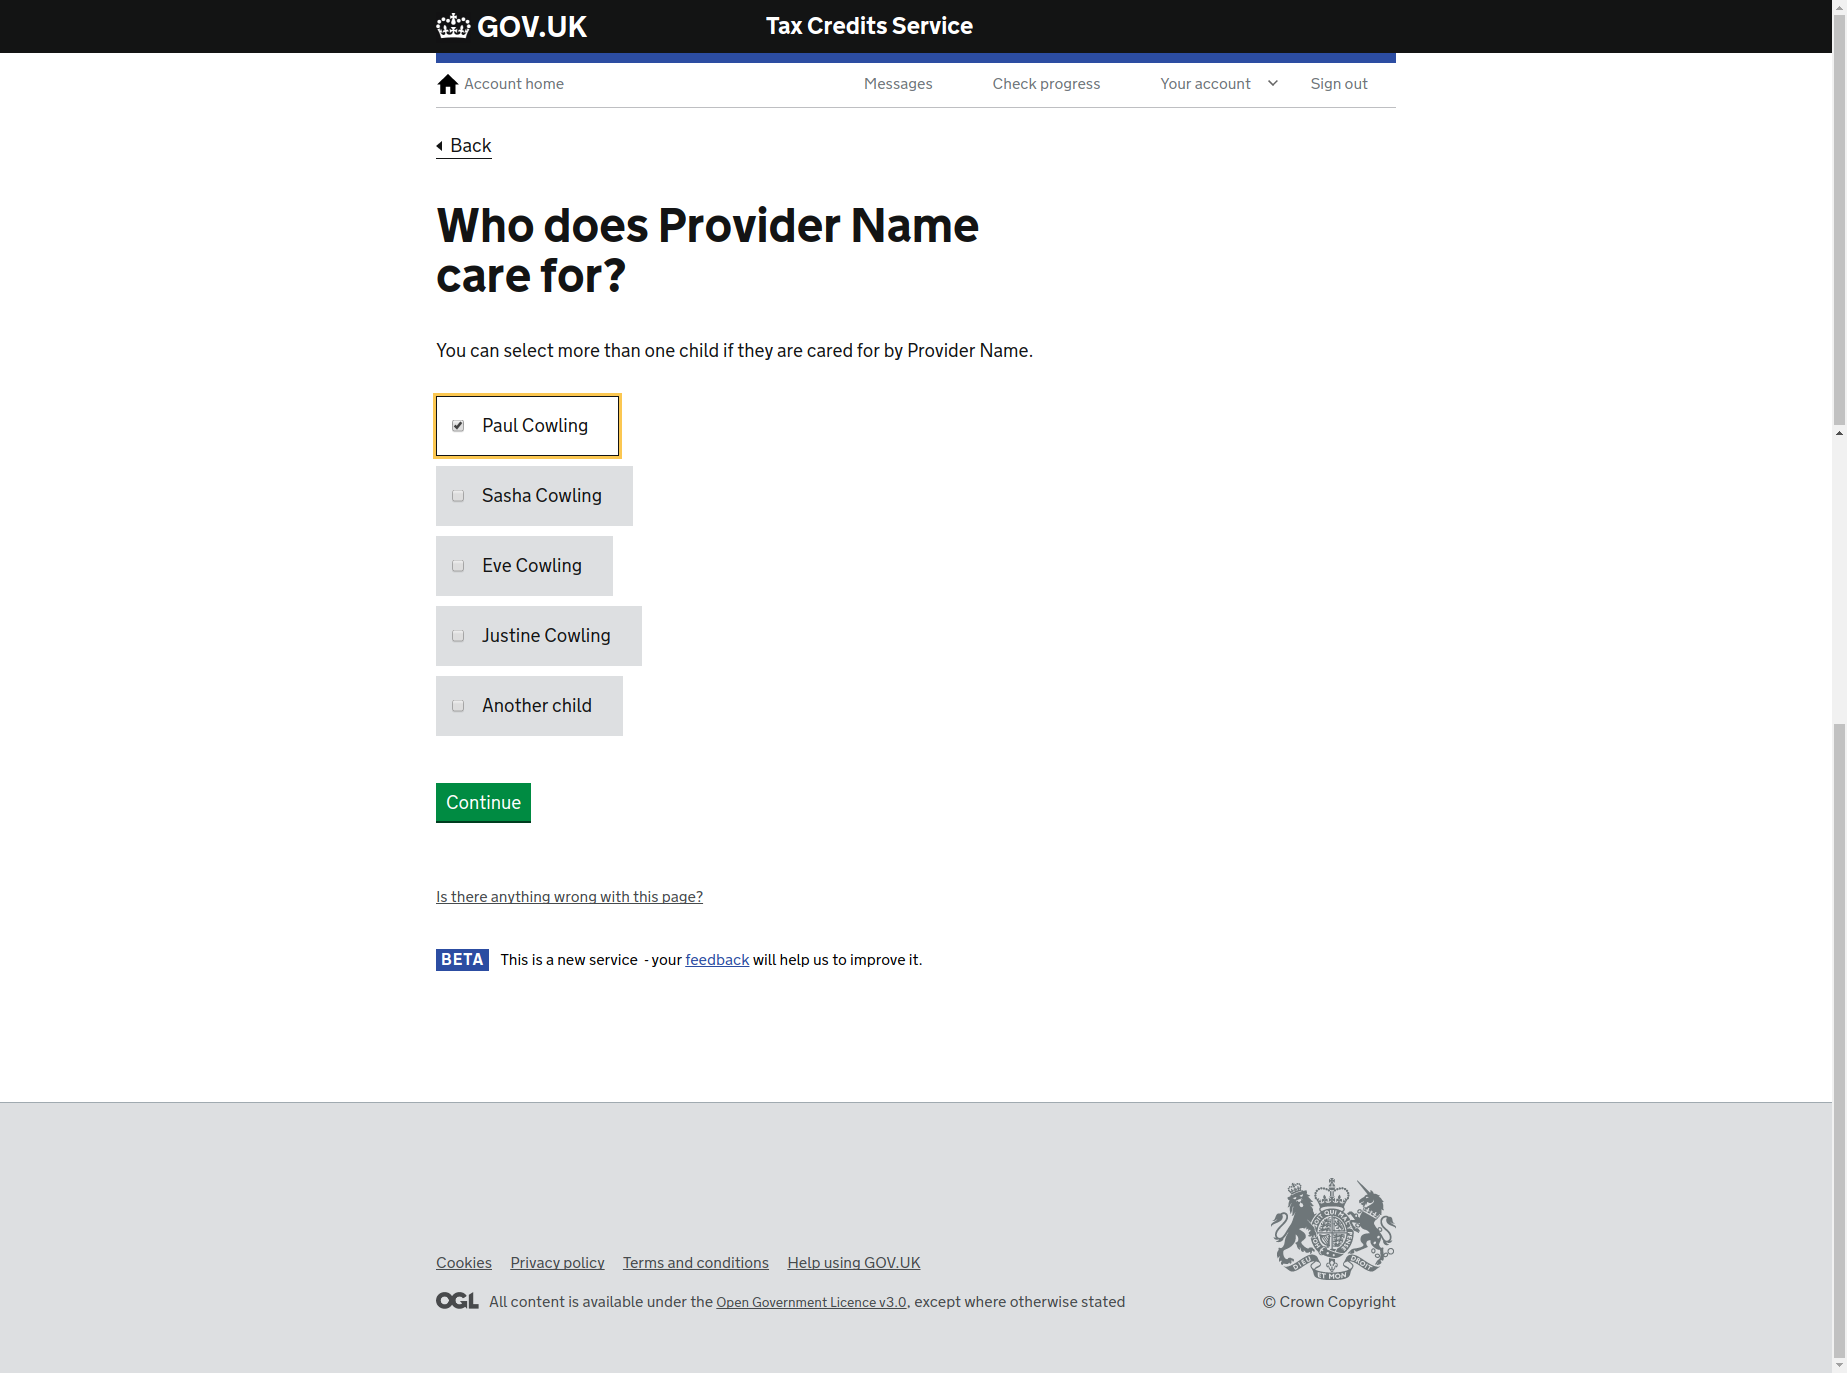 GOV.UK
Tax Credits Service
Account home
Messages
Check progress
Your account
Sign out
Back
Who does Provider Name
care for?
You can select more than one child if they are cared for by Provider Name.
Paul Cowling
Sasha Cowling
Eve Cowling
Justine Cowling
Another child
Continue
Is there anything wrong with this page?
BETA This is a new service - your feedback will help us to improve it.
Cookies Privacy policy Terms and conditions Help using GOV.UK
OGL All content is available under the Open Government Licence v3.0, except where otherwise stated
DIEU ET MON DROIT
© Crown Copyright